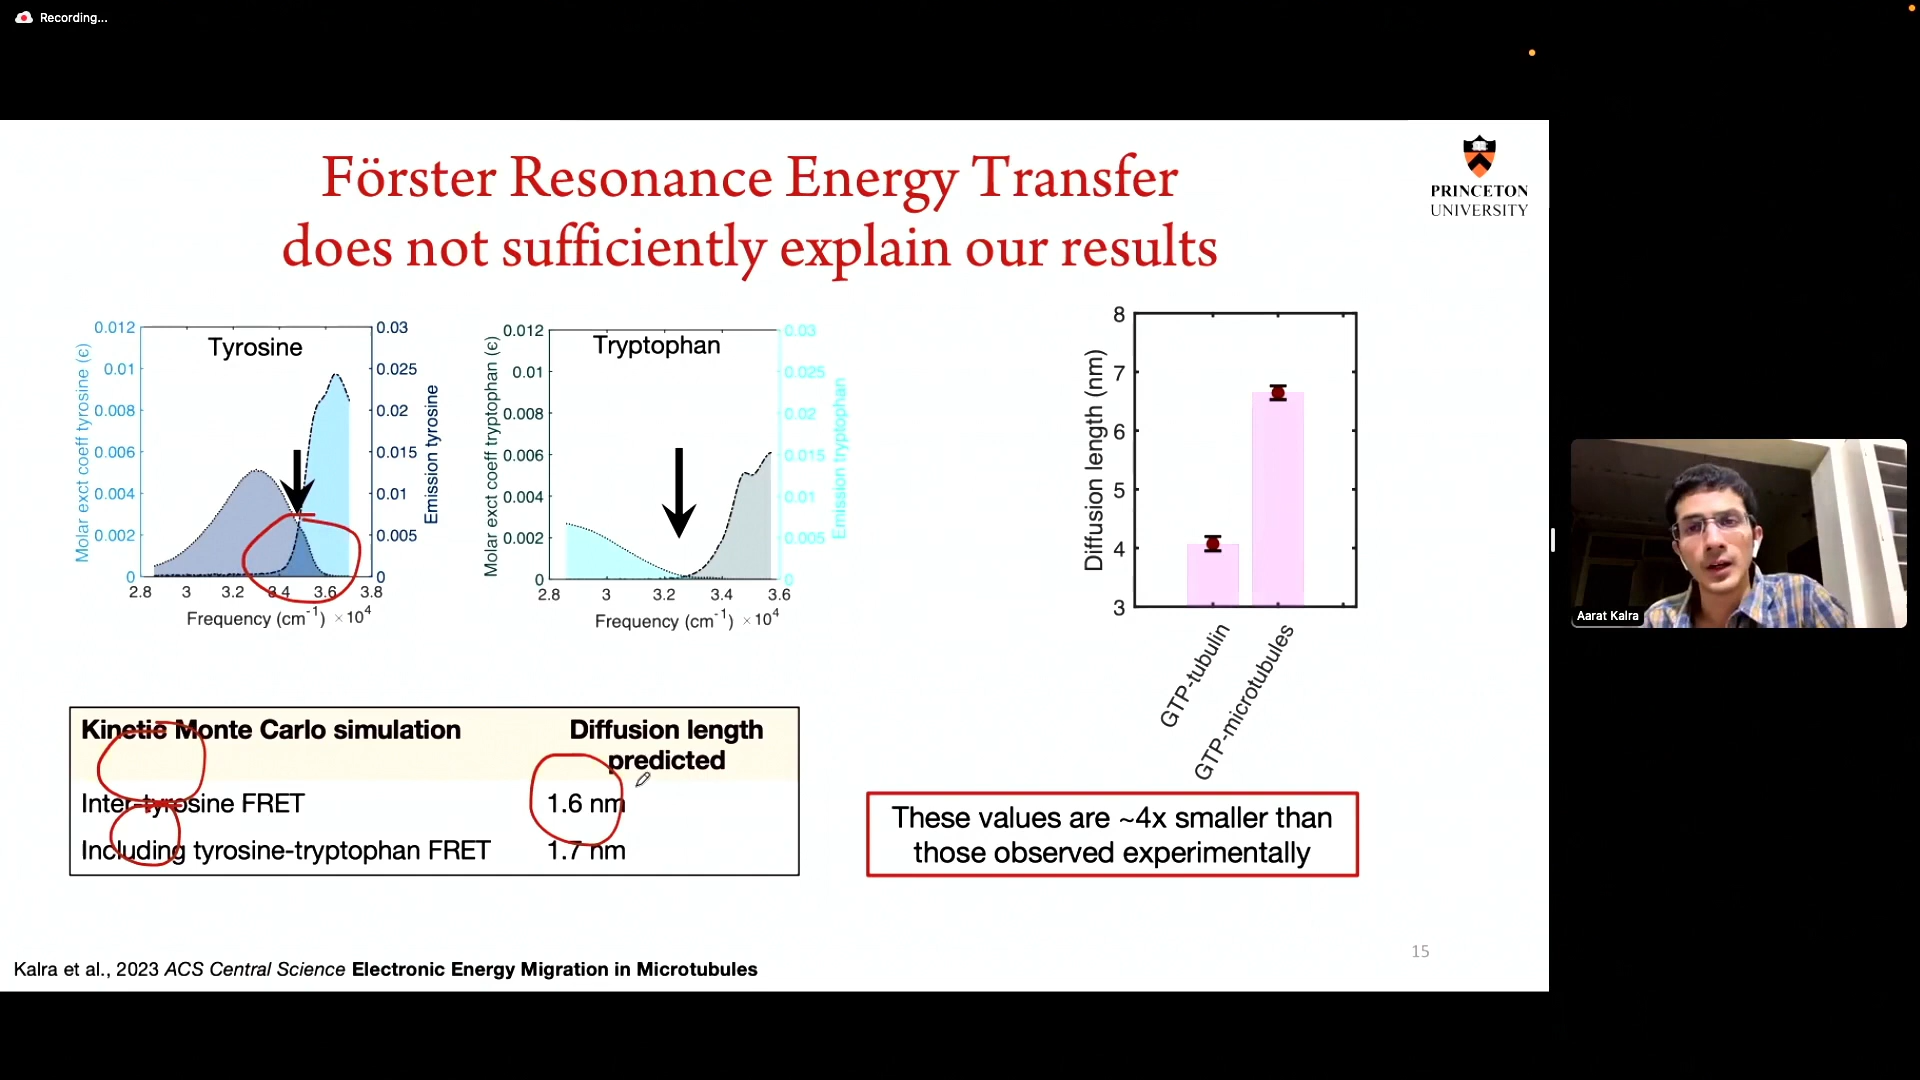 Recording...
Förster Resonance Energy Transfer
does not sufficiently explain our results
PRINCETON
UNIVERSITY
Tyrosine
Molar exct coeff tyrosine (ϵ)
0.012
0.01
0.008
0.006
0.004
0.002
0
0.03
0.025
0.02
0.015
0.01
0.005
0
Emission tyrosine
2.8 3 3.2 3.4 3.6 3.8
Frequency (cm⁻¹) ×10⁴
Tryptophan
Molar exct coeff tryptophan (ϵ)
0.012
0.01
0.008
0.006
0.004
0.002
0
0.03
0.025
0.02
0.015
0.01
0.005
0
Emission tryptophan
2.8 3 3.2 3.4 3.6
Frequency (cm⁻¹) ×10⁴
Diffusion length (nm)
8
7
6
5
4
3
GTP-tubulin
GTP-microtubules
Aarat Kalra
Kinetic Monte Carlo simulation Diffusion length
predicted
Inter-tyrosine FRET 1.6 nm
Including tyrosine-tryptophan FRET 1.7 nm
These values are ~4x smaller than
those observed experimentally
15
Kalra et al., 2023 ACS Central Science Electronic Energy Migration in Microtubules